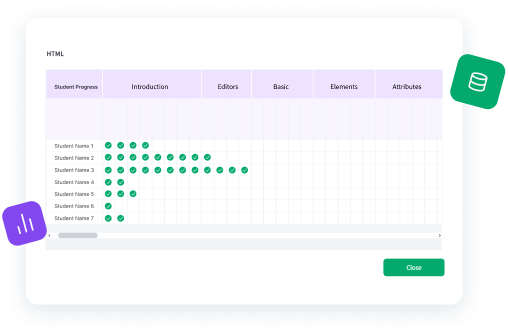 HTML
Student Progress Introduction Editors Basic Elements Attributes
Student Name 1
Student Name 2
Student Name 3
Student Name 4
Student Name 5
Student Name 6
Student Name 7
Close